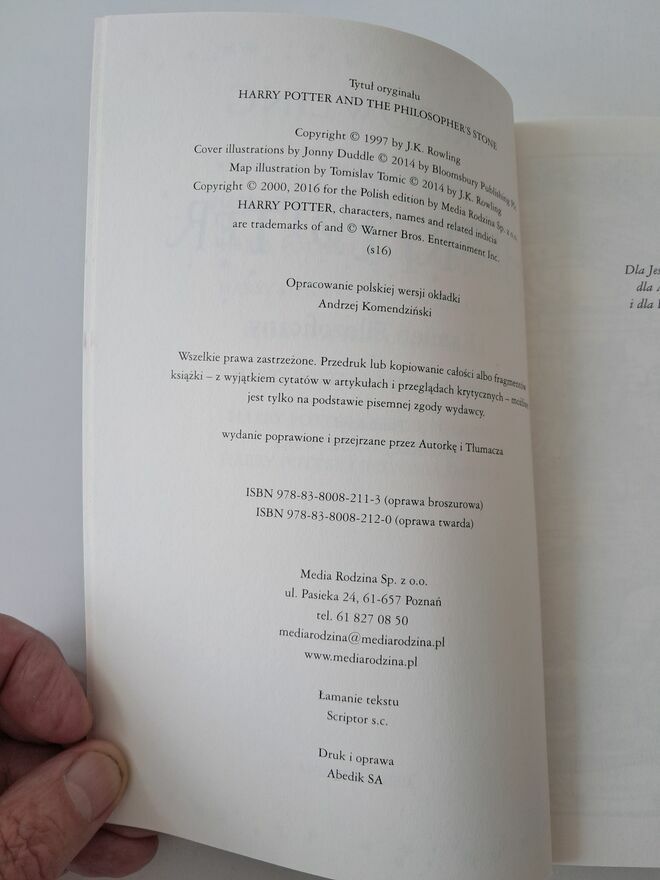 Tytuł oryginału
HARRY POTTER AND THE PHILOSOPHER'S STONE
Copyright © 1997 by J.K. Rowling
Cover illustrations by Jonny Duddle © 2014 by Bloomsbury Publishing
Map illustration by Tomislav Tomic © 2014 by J.K. Rowling
Copyright © 2000, 2016 for the Polish edition by Media Rodzina Sp. z o.o.
HARRY POTTER, characters, names and related indicia
are trademarks of and © Warner Bros. Entertainment Inc.
(s16)
Opracowanie polskiej wersji okładki
Andrzej Komendziński
Wszelkie prawa zastrzeżone. Przedruk lub kopiowanie całości albo fragmentów
książki – z wyjątkiem cytatów w artykułach i przeglądach krytycznych –
jest tylko na podstawie pisemnej zgody wydawcy.
wydanie poprawione i przejrzane przez Autorkę i Tłumacza
ISBN 978-83-8008-211-3 (oprawa broszurowa)
ISBN 978-83-8008-212-0 (oprawa twarda)
Media Rodzina Sp. z o.o.
ul. Pasieka 24, 61-657 Poznań
tel. 61 827 08 50
mediarodzina@mediarodzina.pl
www.mediarodzina.pl
Łamanie tekstu
Scriptor s.c.
Druk i oprawa
Abedik SA
Dla
dla
i dla